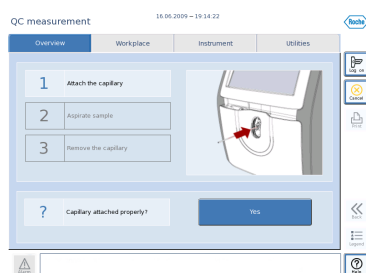 QC measurement
16.06.2009 – 19:14:22
Roche
Overview
Workplace
Instrument
Utilities
1 Attach the capillary
2 Aspirate sample
3 Remove the capillary
? Capillary attached properly?
Yes
Log on
Cancel
Print
Back
Legend
Help